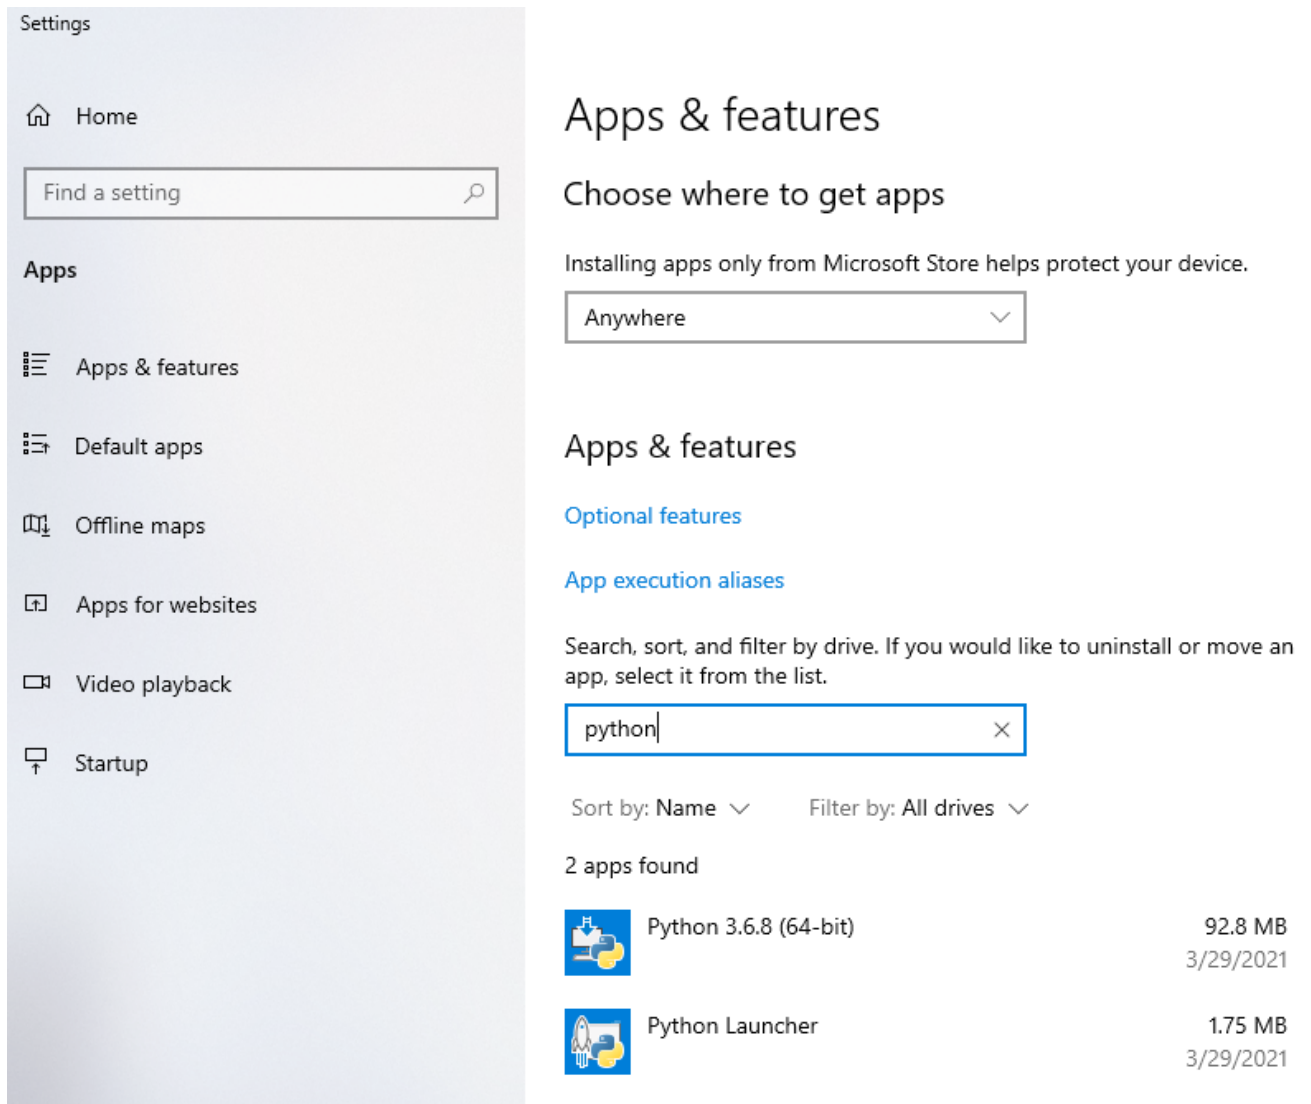 Settings
Home
Find a setting
Apps
Apps & features
Default apps
Offline maps
Apps for websites
Video playback
Startup
Apps & features
Choose where to get apps
Installing apps only from Microsoft Store helps protect your device.
Anywhere
Apps & features
Optional features
App execution aliases
Search, sort, and filter by drive. If you would like to uninstall or move an
app, select it from the list.
python
Sort by: Name Filter by: All drives
2 apps found
Python 3.6.8 (64-bit) 92.8 MB
3/29/2021
Python Launcher 1.75 MB
3/29/2021